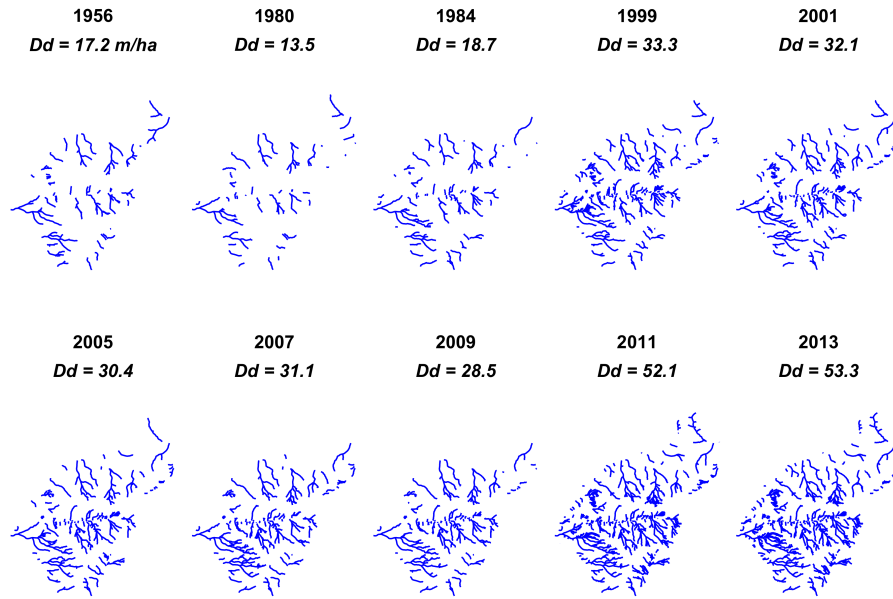 1956 1980 1984 1999 2001
Dd = 17.2 m/ha Dd = 13.5 Dd = 18.7 Dd = 33.3 Dd = 32.1
2005 2007 2009 2011 2013
Dd = 30.4 Dd = 31.1 Dd = 28.5 Dd = 52.1 Dd = 53.3